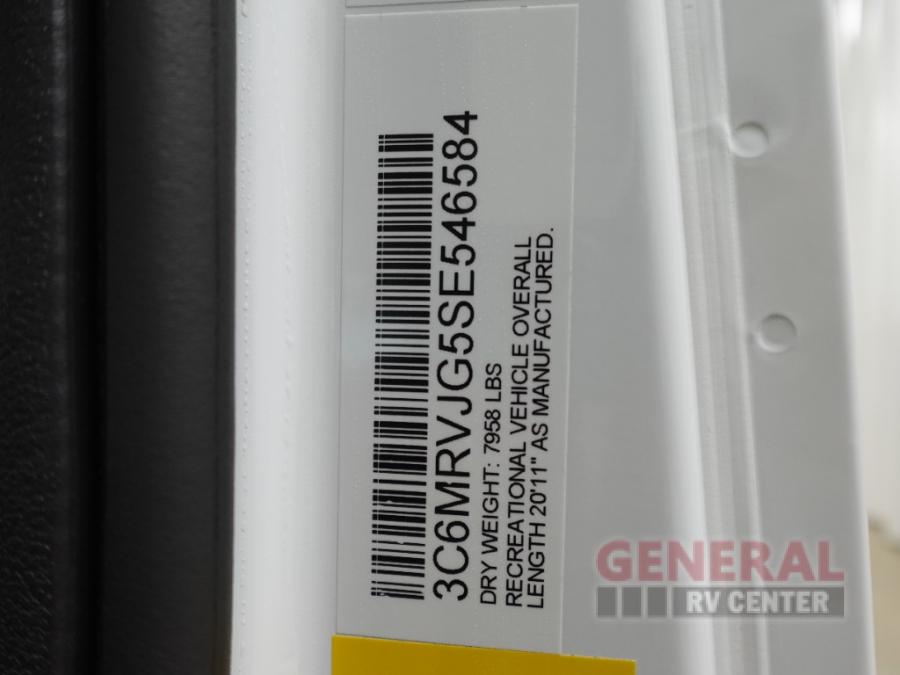 3C6MRVJG5SE546584
DRY WEIGHT: 7958 LBS
RECREATIONAL VEHICLE OVERALL
LENGTH 20'11" AS MANUFACTURED.
GENERAL
RV CENTER